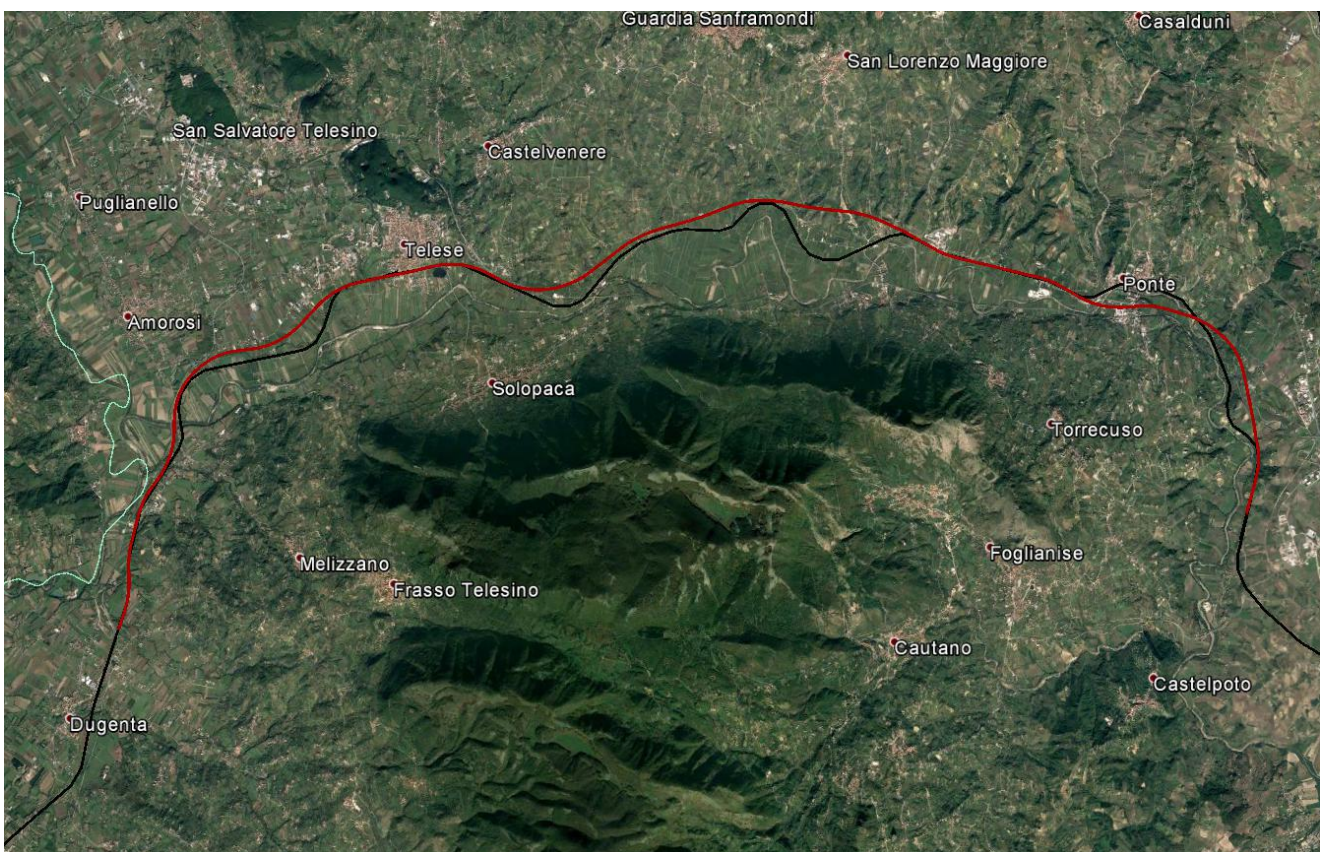 Guardia Sanframondi
Casalduni
San Lorenzo Maggiore
San Salvatore Telesino
Castelvenere
Puglianello
Telese
Ponte
Amorosi
Solopaca
Torrecuso
Foglianise
Melizzano
Frasso Telesino
Cautano
Castelpoto
Dugenta